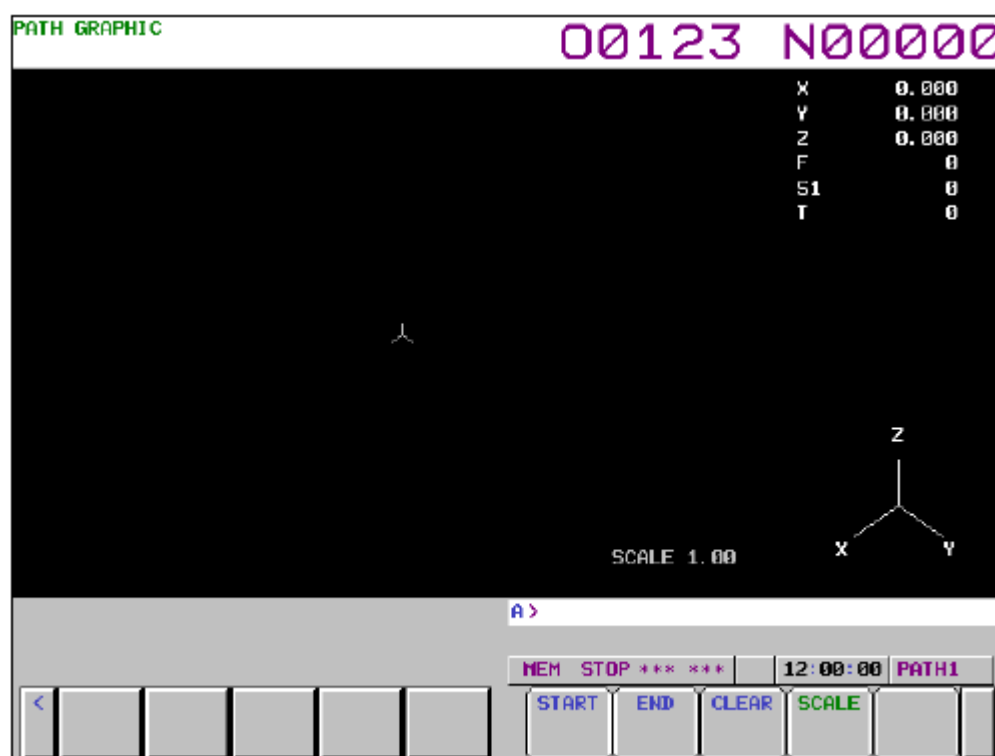 PATH GRAPHIC O0123 N00000
X 0.000
Y 0.000
Z 0.000
F 0
S1 0
T 0
Z
X Y
SCALE 1.00
A>
MEM STOP *** *** 12:00:00 PATH1
< START END CLEAR SCALE